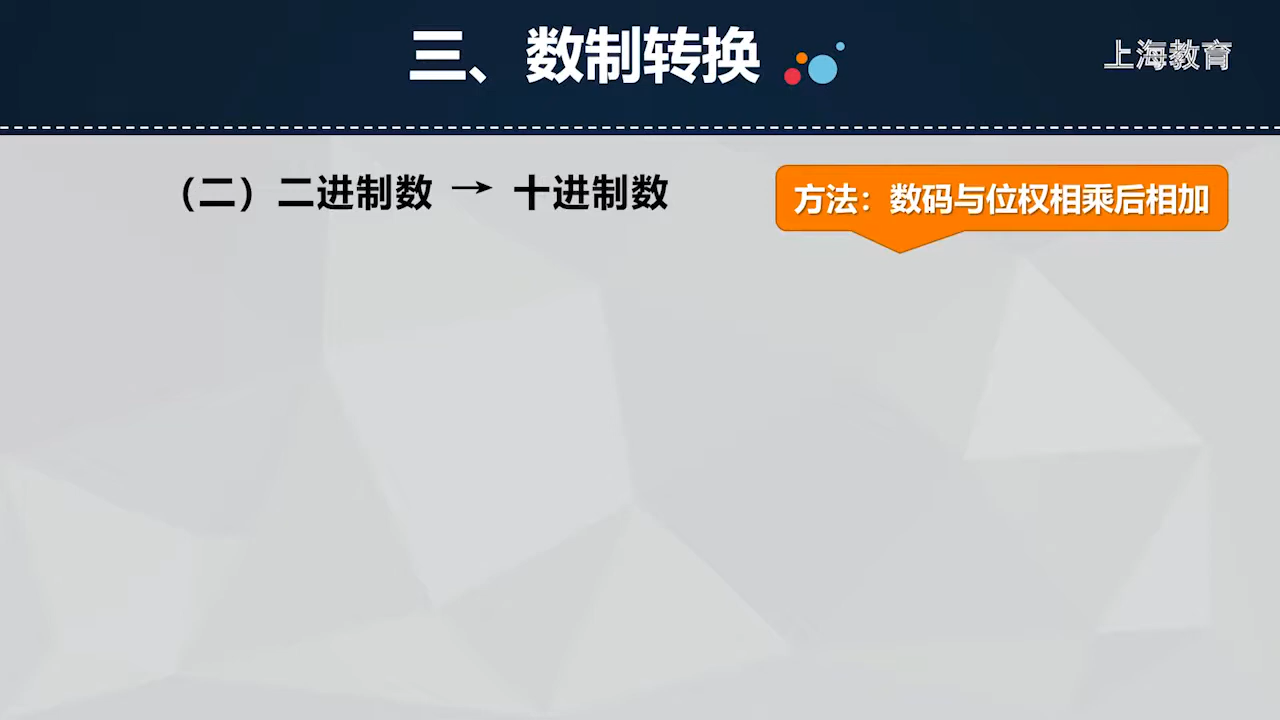 三、数制转换
上海教育
（二）二进制数 → 十进制数
方法：数码与位权相乘后相加